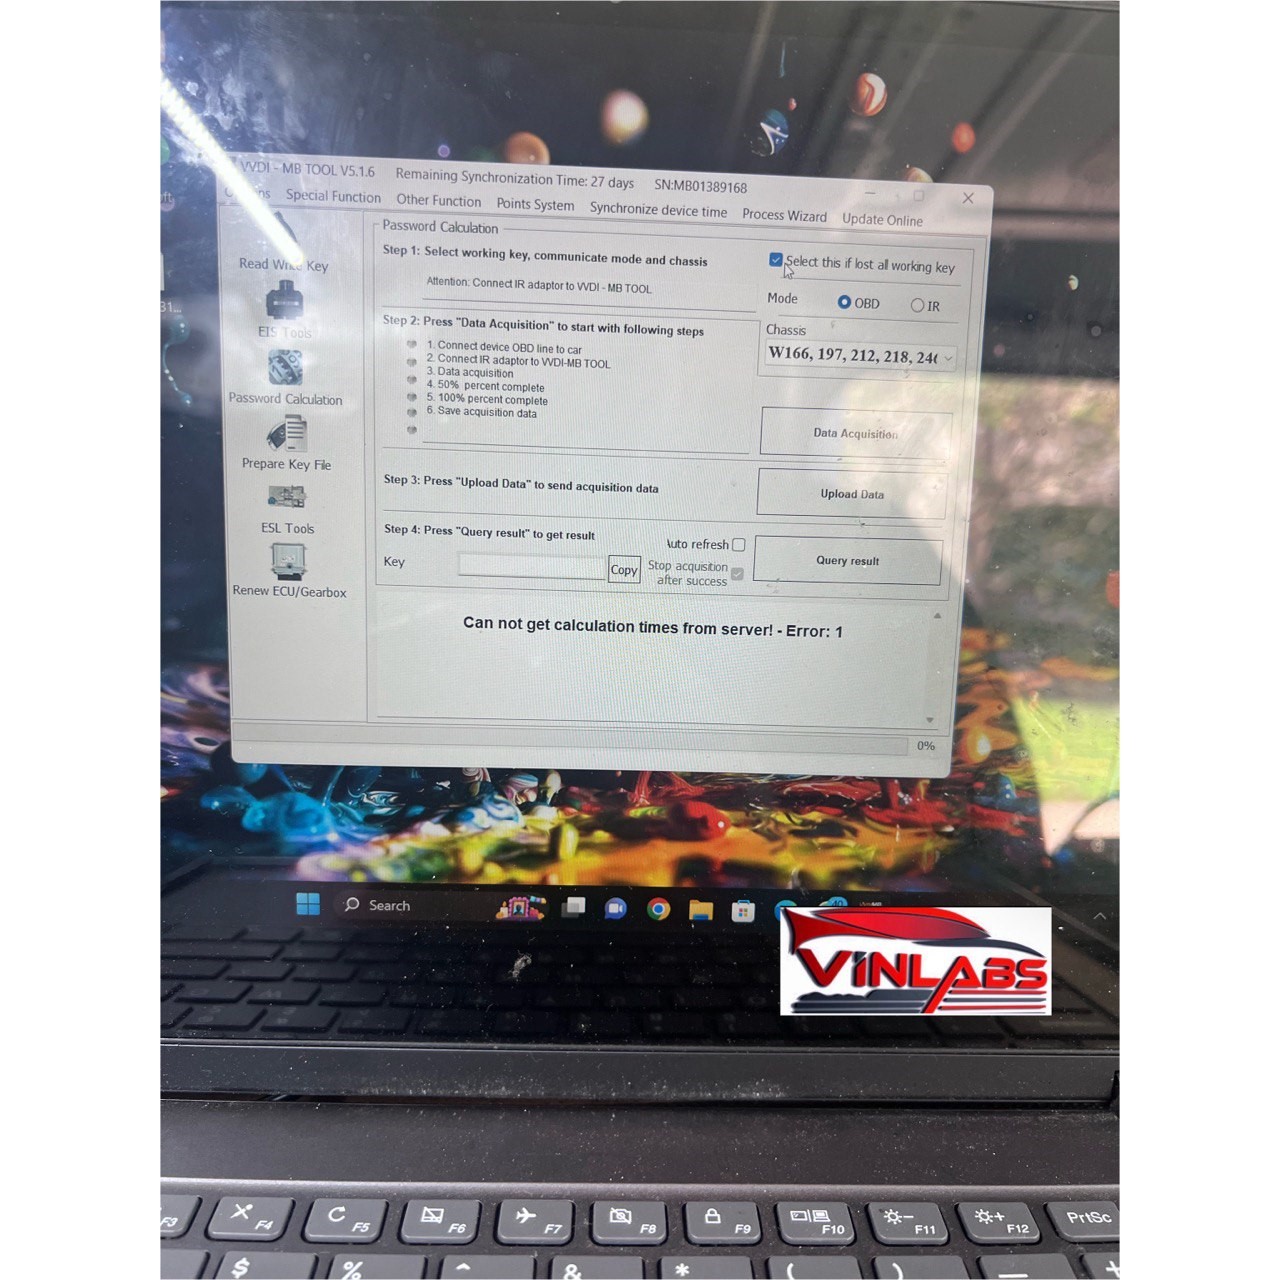 VVDI - MB TOOL V5.1.6 Remaining Synchronization Time: 27 days SN:MB01389168
Special Function Other Function Points System Synchronize device time Process Wizard Update Online
Read Write Key
EIS Tools
Password Calculation
Prepare Key File
ESL Tools
Renew ECU/Gearbox
Password Calculation
Step 1: Select working key, communicate mode and chassis
Attention: Connect IR adaptor to VVDI - MB TOOL
Select this if lost all working key
Mode OBD IR
Chassis
W166, 197, 212, 218, 24
Step 2: Press "Data Acquisition" to start with following steps
1. Connect device OBD line to car
2. Connect IR adaptor to VVDI-MB TOOL
3. Data acquisition
4. 50% percent complete
5. 100% percent complete
6. Save acquisition data
Data Acquisition
Step 3: Press "Upload Data" to send acquisition data
Upload Data
Step 4: Press "Query result" to get result
Auto refresh
Key
Copy
Stop acquisition
after success
Query result
Can not get calculation times from server! - Error: 1
0%
Search
VINLABS
F3 F4 F5 F6 F7 F8 F9 F10 F11 F12 PrtSc
$ % ^ & * ( ) — +